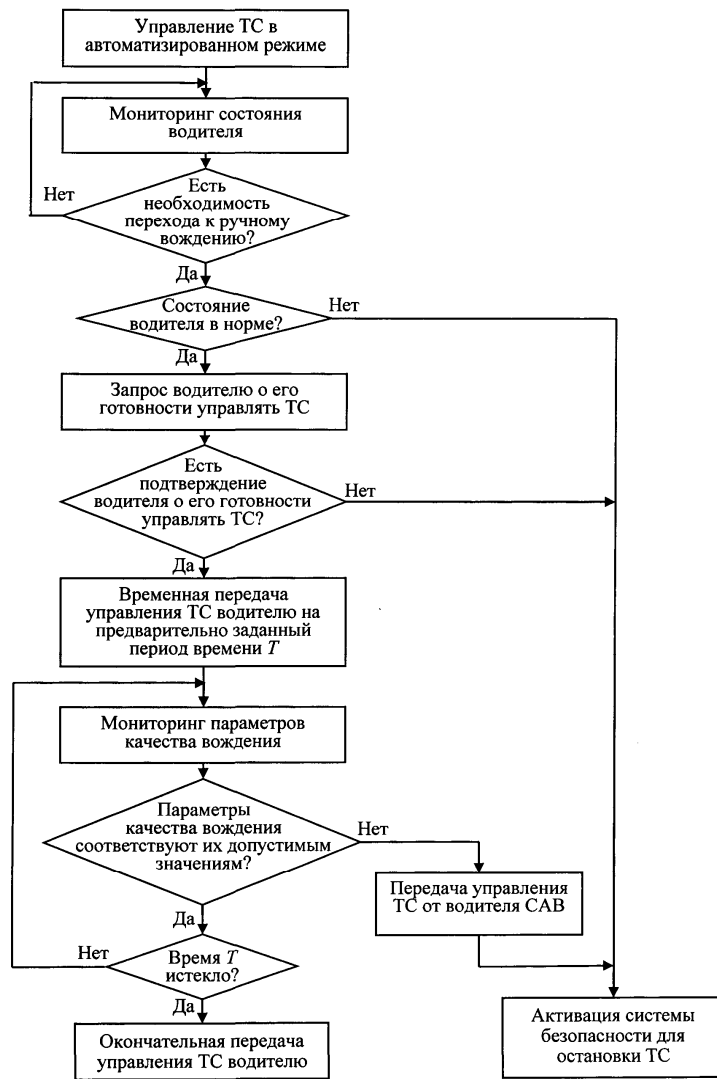 Управление ТС в
автоматизированном режиме
Мониторинг состояния
водителя
Нет
Есть
необходимость
перехода к ручному
вождению?
Да
Состояние
водителя в норме?
Нет
Да
Запрос водителю о его
готовности управлять ТС
Есть
подтверждение
водителя о его готовности
управлять ТС?
Нет
Да
Временная передача
управления ТС водителю на
предварительно заданный
период времени T
Мониторинг параметров
качества вождения
Параметры
качества вождения
соответствуют их допустимым
значениям?
Нет
Передача управления
ТС от водителя САВ
Да
Нет
Время T
истекло?
Да
Окончательная передача
управления ТС водителю
Активация системы
безопасности для
остановки ТС